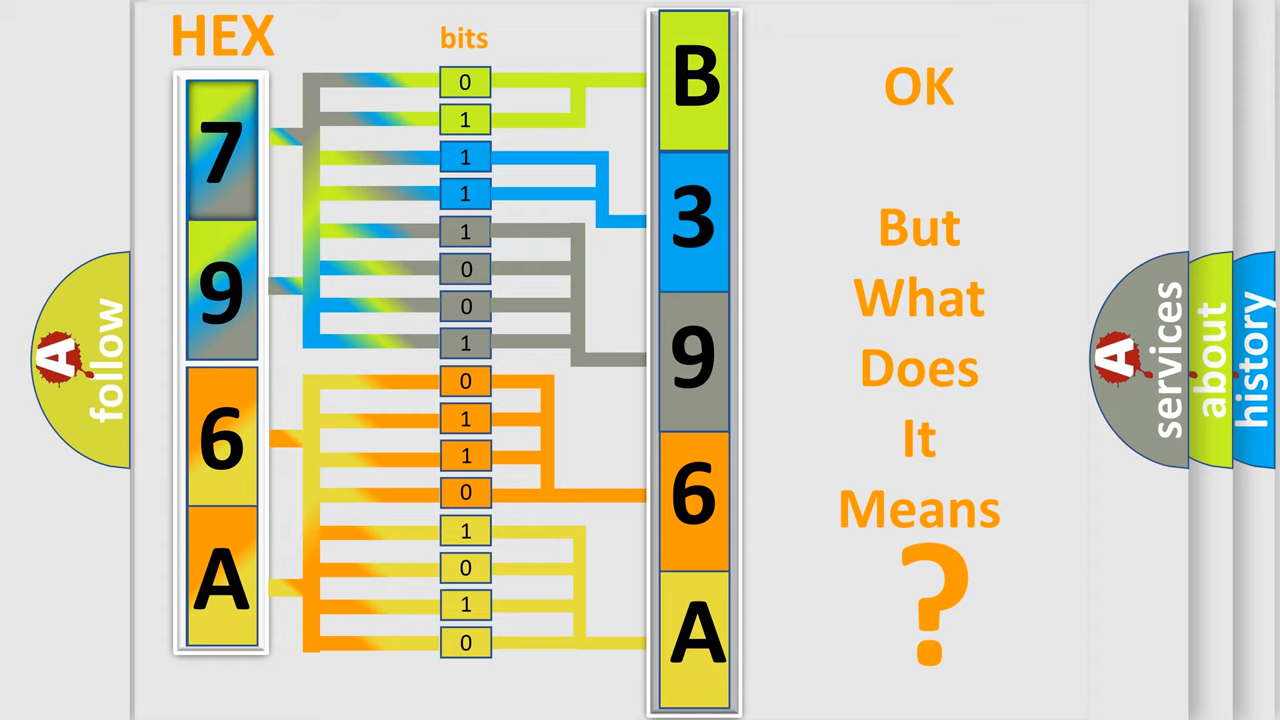 HEX
7
9
6
A
bits
0
1
1
1
1
0
0
1
0
1
1
0
1
0
1
0
B
3
9
6
A
OK
But
What
Does
It
Means
?
A
follow
A
services
about
history